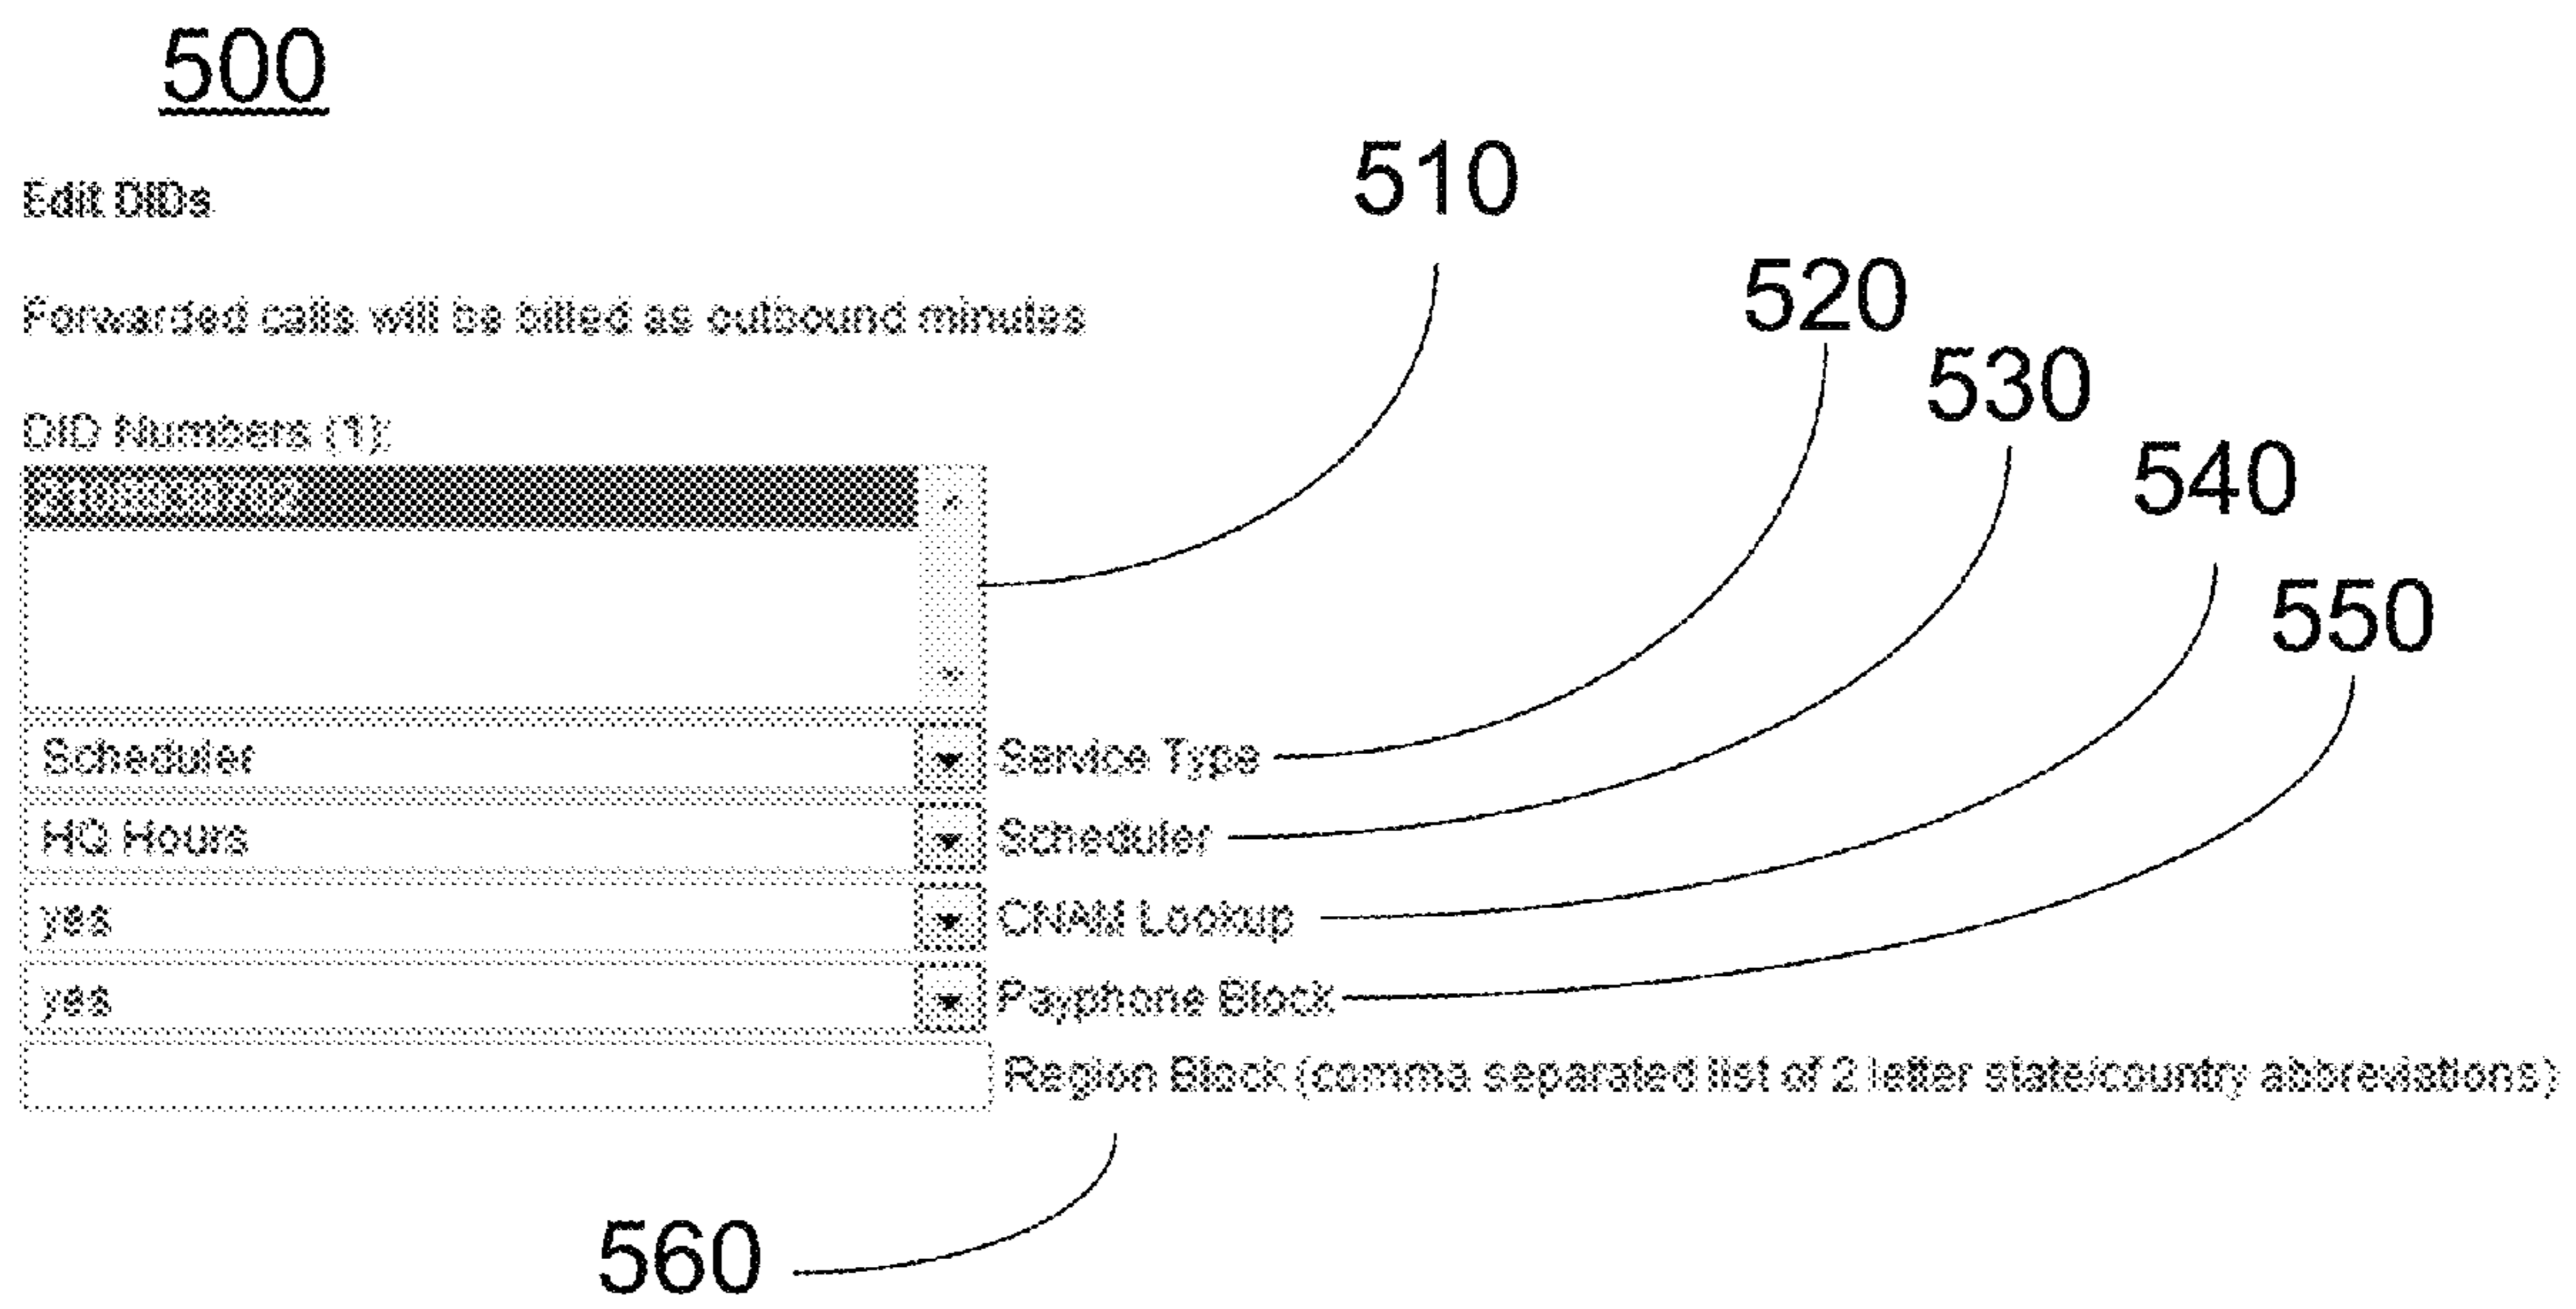 500
Edit DIDs
510
520
Forwarded calls will be billed as outbound minutes
530
DID Numbers (1):
540
550
Scheduler Service Type
HQ Hours Scheduler
yes CNAM Lookup
yes Payphone Block
Region Block (comma separated list of 2 letter state/country abbreviations)
560